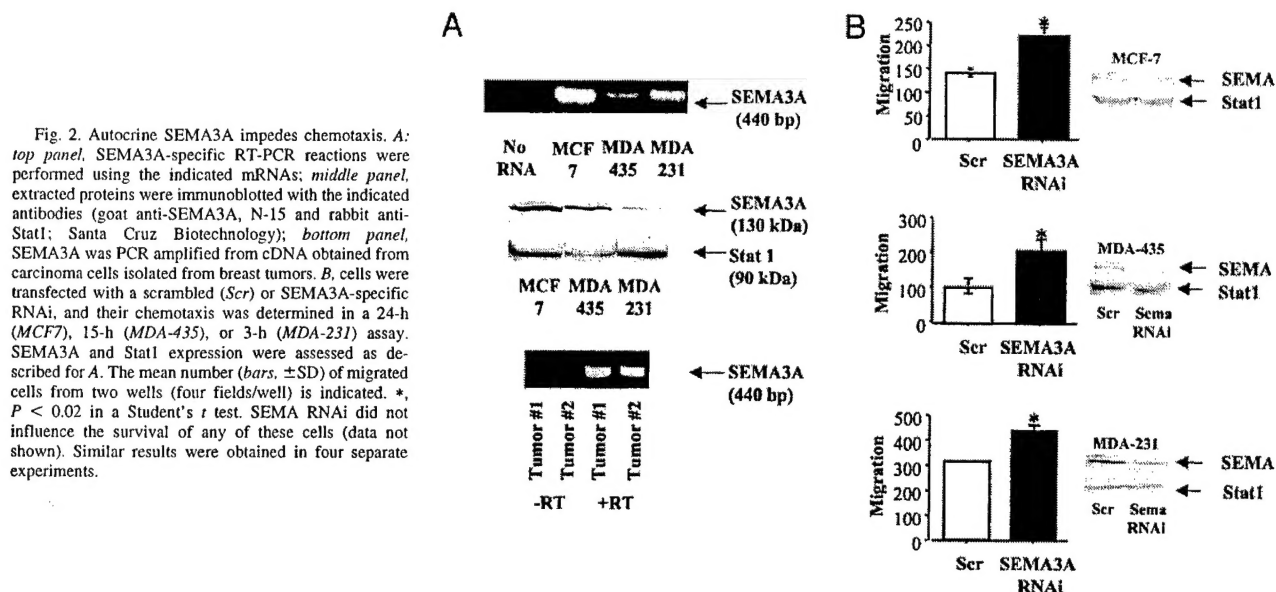 Fig. 2. Autocrine SEMA3A impedes chemotaxis. A:
top panel, SEMA3A-specific RT-PCR reactions were
performed using the indicated mRNAs; middle panel,
extracted proteins were immunoblotted with the indicated
antibodies (goat anti-SEMA3A, N-15 and rabbit anti-
Stat1; Santa Cruz Biotechnology); bottom panel,
SEMA3A was PCR amplified from cDNA obtained from
carcinoma cells isolated from breast tumors. B, cells were
transfected with a scrambled (Scr) or SEMA3A-specific
RNAi, and their chemotaxis was determined in a 24-h
(MCF7), 15-h (MDA-435), or 3-h (MDA-231) assay.
SEMA3A and Stat1 expression were assessed as de-
scribed for A. The mean number (bars, ±SD) of migrated
cells from two wells (four fields/well) is indicated. *,
P < 0.02 in a Student's t test. SEMA RNAi did not
influence the survival of any of these cells (data not
shown). Similar results were obtained in four separate
experiments.
A
SEMA3A
(440 bp)
No MCF MDA MDA
RNA 7 435 231
SEMA3A
(130 kDa)
Stat 1
(90 kDa)
MCF MDA MDA
7 435 231
SEMA3A
(440 bp)
Tumor #1
Tumor #2
Tumor #1
Tumor #2
-RT +RT
B
Migration
250
200
150
100
50
0
*
Scr SEMA3A
RNAi
MCF-7
SEMA
Stat1
Migration
300
200
100
0
*
Scr SEMA3A
RNAi
MDA-435
SEMA
Stat1
Scr Sema
RNAi
Migration
500
400
300
200
100
0
*
Scr SEMA3A
RNAi
MDA-231
SEMA
Stat1
Scr Sema
RNAi